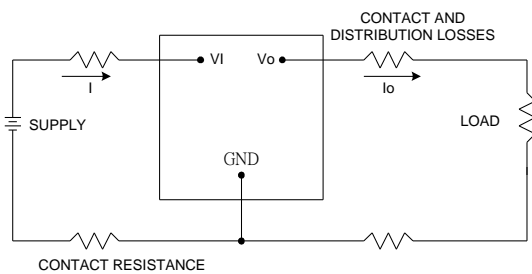 CONTACT AND
DISTRIBUTION LOSSES
VI
Vo
I
Io
SUPPLY
LOAD
GND
CONTACT RESISTANCE